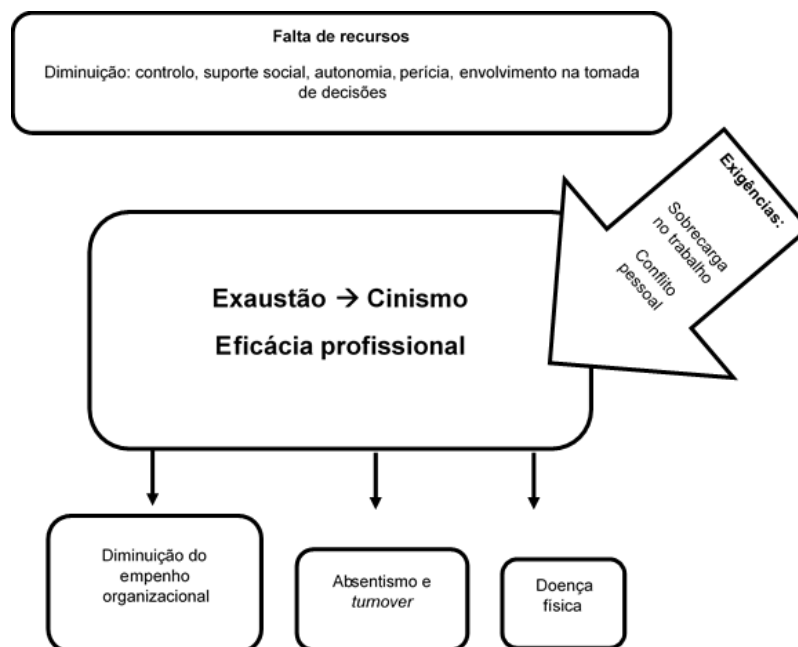 Falta de recursos
Diminuição: controlo, suporte social, autonomia, perícia, envolvimento na tomada
de decisões
Exigências:
Sobrecarga
no trabalho
Conflito
pessoal
Exaustão → Cinismo
Eficácia profissional
Diminuição do
empenho
organizacional
Absentismo e
turnover
Doença
física